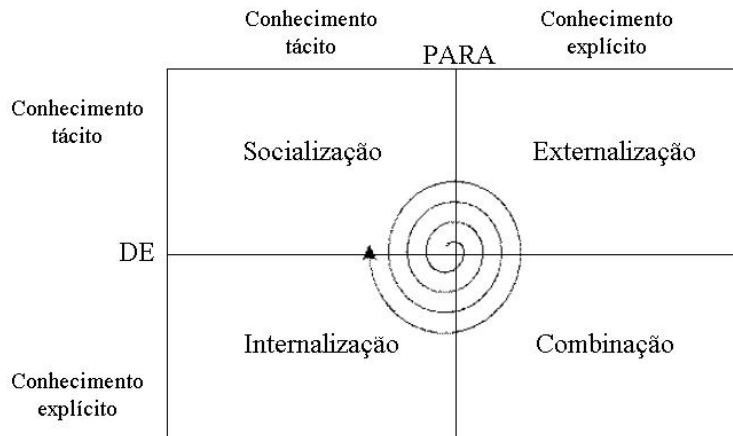 Conhecimento
tácito
Conhecimento
explícito
PARA
Conhecimento
tácito
Socialização
Externalização
DE
Internalização
Combinação
Conhecimento
explícito